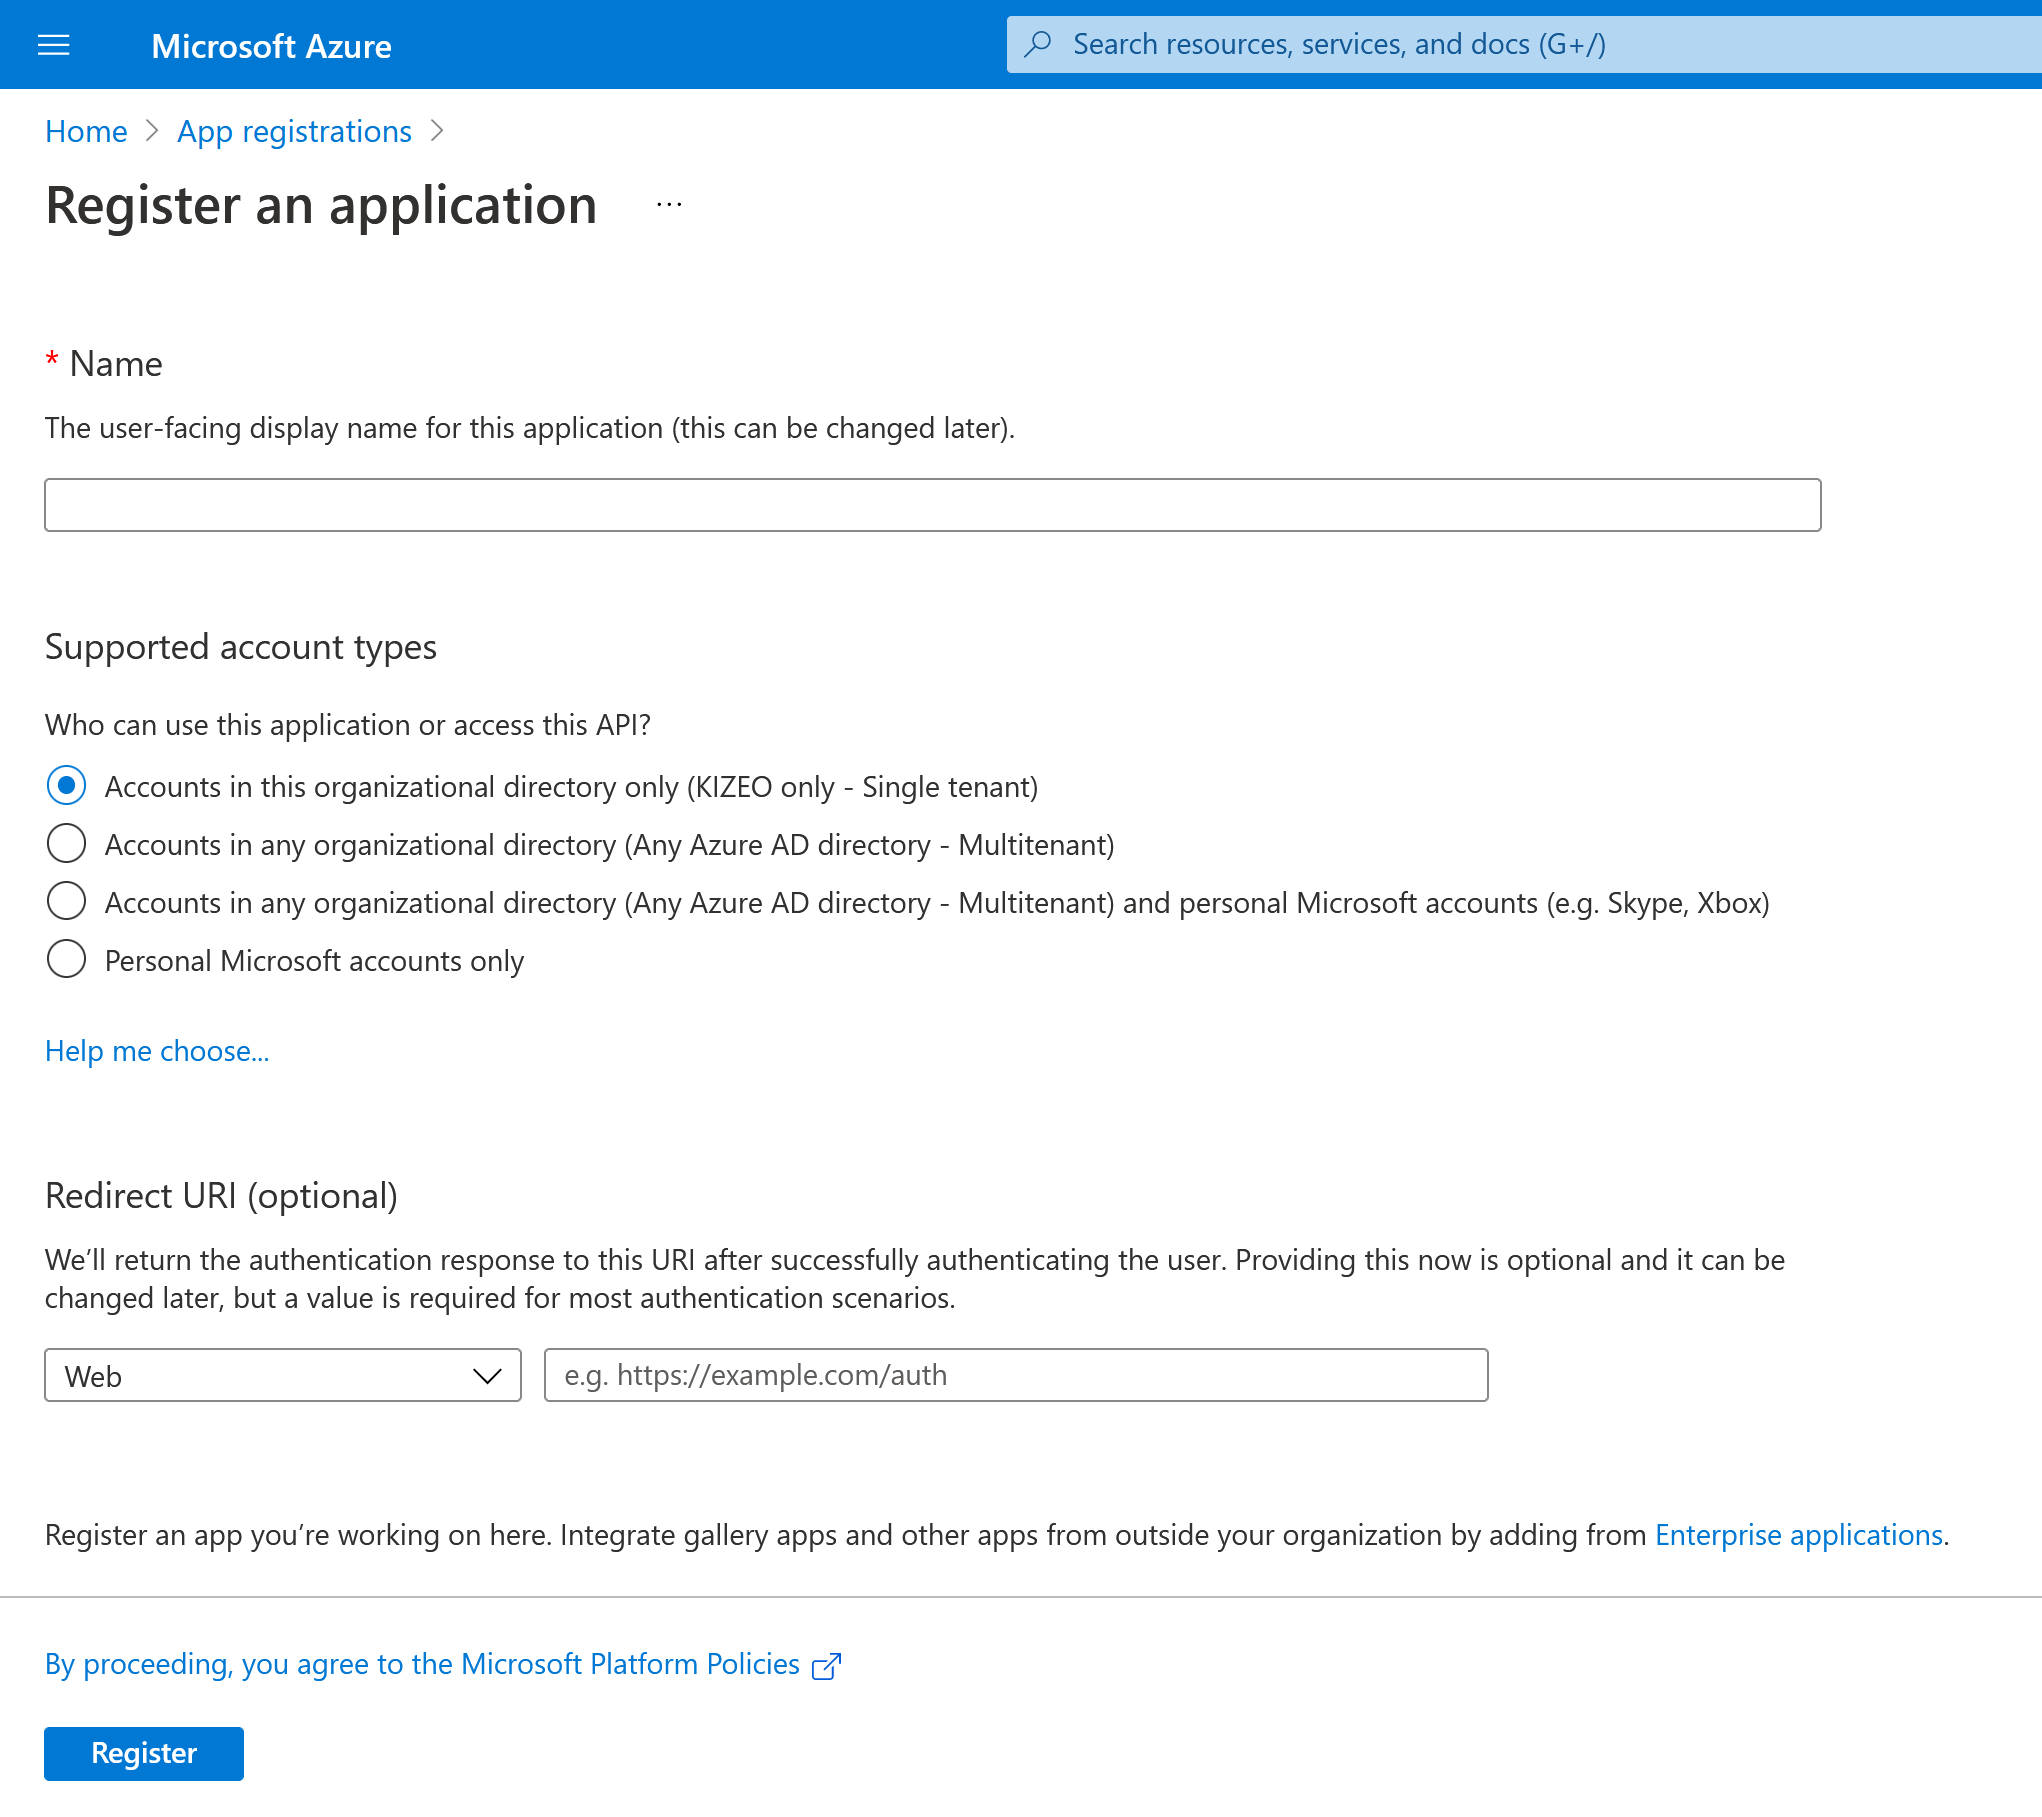 Microsoft Azure
Search resources, services, and docs (G+/)
Home > App registrations >
Register an application ...
* Name
The user-facing display name for this application (this can be changed later).
Supported account types
Who can use this application or access this API?
Accounts in this organizational directory only (KIZEO only - Single tenant)
Accounts in any organizational directory (Any Azure AD directory - Multitenant)
Accounts in any organizational directory (Any Azure AD directory - Multitenant) and personal Microsoft accounts (e.g. Skype, Xbox)
Personal Microsoft accounts only
Help me choose...
Redirect URI (optional)
We’ll return the authentication response to this URI after successfully authenticating the user. Providing this now is optional and it can be
changed later, but a value is required for most authentication scenarios.
Web
e.g. https://example.com/auth
Register an app you’re working on here. Integrate gallery apps and other apps from outside your organization by adding from Enterprise applications.
By proceeding, you agree to the Microsoft Platform Policies
Register